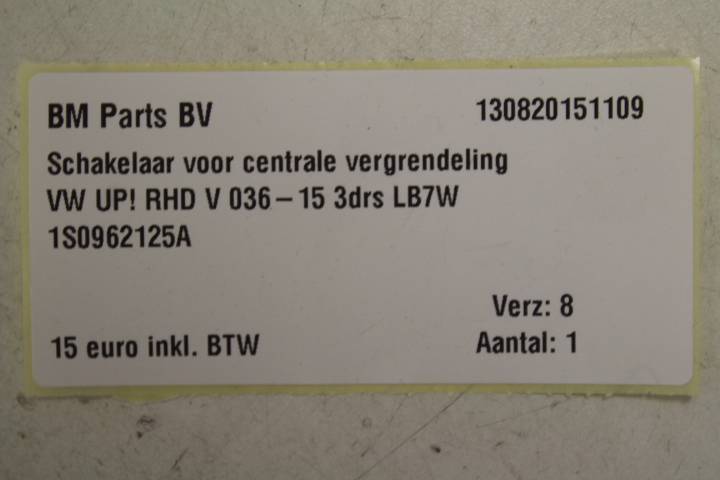 BM Parts BV 130820151109
Schakelaar voor centrale vergrendeling
VW UP! RHD V 036-15 3drs LB7W
1S0962125A
Verz: 8
15 euro inkl. BTW Aantal: 1